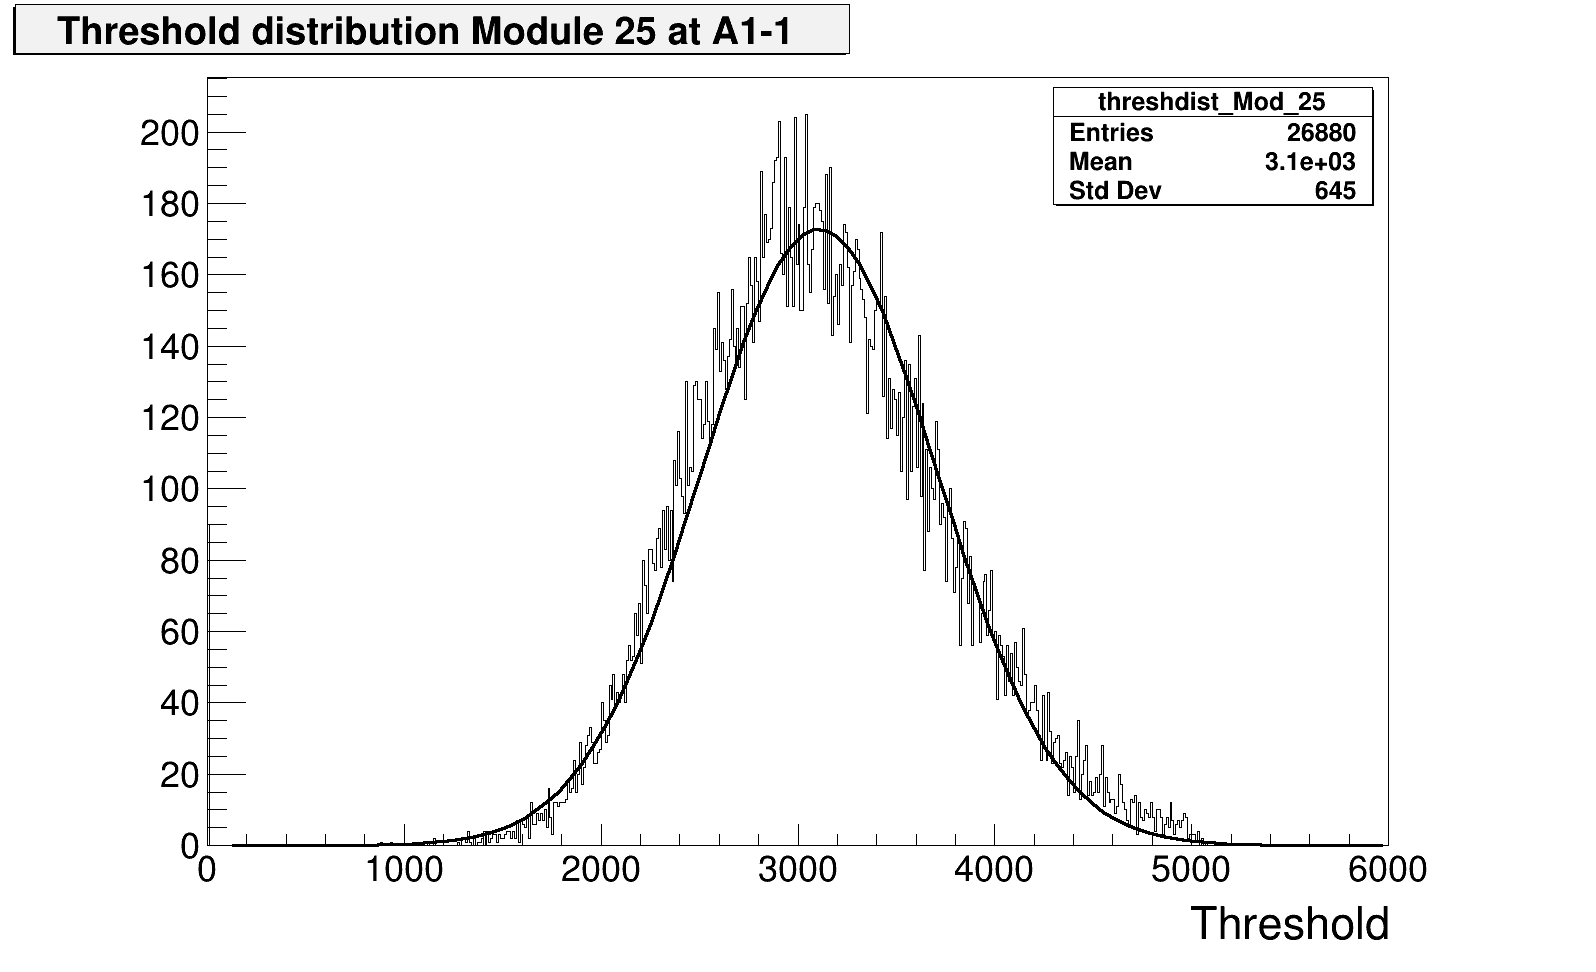 Threshold distribution Module 25 at A1-1
threshdist_Mod_25
Entries 26880
Mean 3.1e+03
Std Dev 645
200
180
160
140
120
100
80
60
40
20
0
0 1000 2000 3000 4000 5000 6000
Threshold